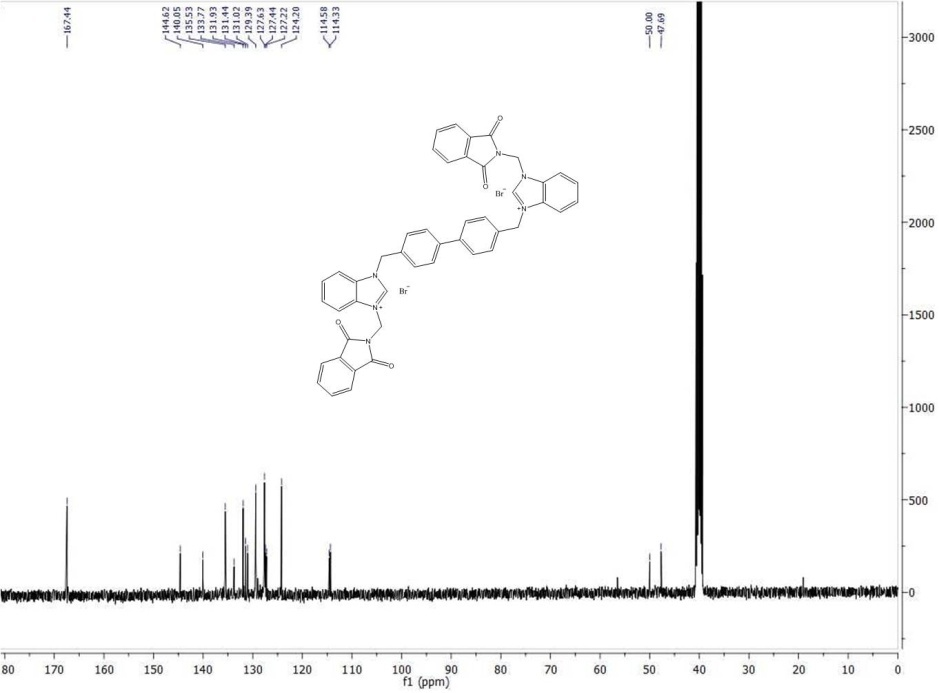 167.44
144.62
140.05
135.53
133.77
131.93
131.44
131.02
129.39
127.63
127.44
127.22
124.20
114.58
114.33
50.00
47.69
3000
2500
2000
1500
1000
500
0
O
N
O
N
N+
Br-
N
N+
Br-
O
N
O
80 170 160 150 140 130 120 110 100 90 80 70 60 50 40 30 20 10 0
f1 (ppm)